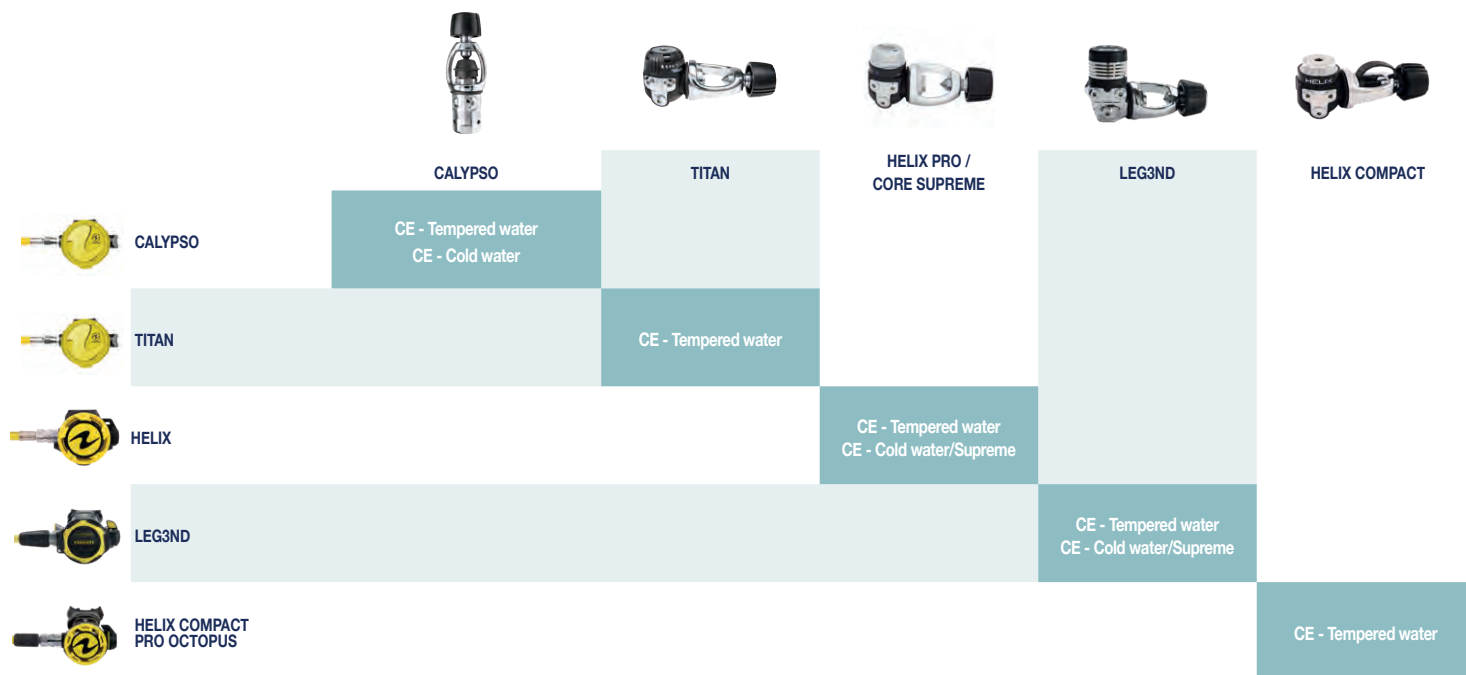 HELIX
CALYPSO
TITAN
HELIX PRO /
CORE SUPREME
LEG3ND
HELIX COMPACT
CALYPSO
CE - Tempered water
CE - Cold water
TITAN
CE - Tempered water
HELIX
CE - Tempered water
CE - Cold water/Supreme
LEG3ND
CE - Tempered water
CE - Cold water/Supreme
HELIX COMPACT
PRO OCTOPUS
CE - Tempered water